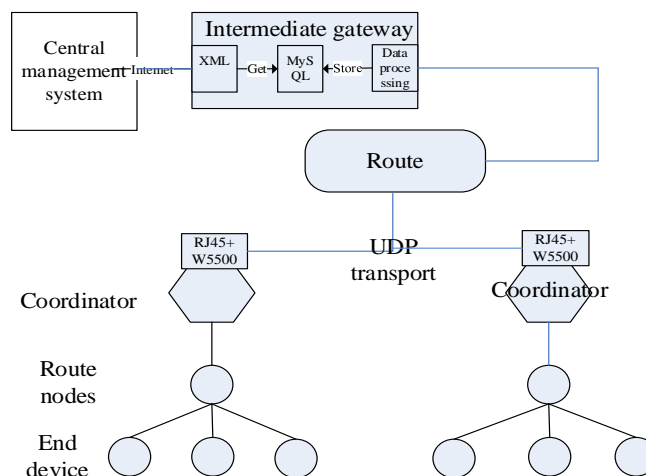 Intermediate gateway
Central
management
system
Internet
XML
Get
MyS
QL
Store
Data
proce
ssing
Route
RJ45+
W5500
UDP
transport
RJ45+
W5500
Coordinator
Coordinator
Route
nodes
End
device